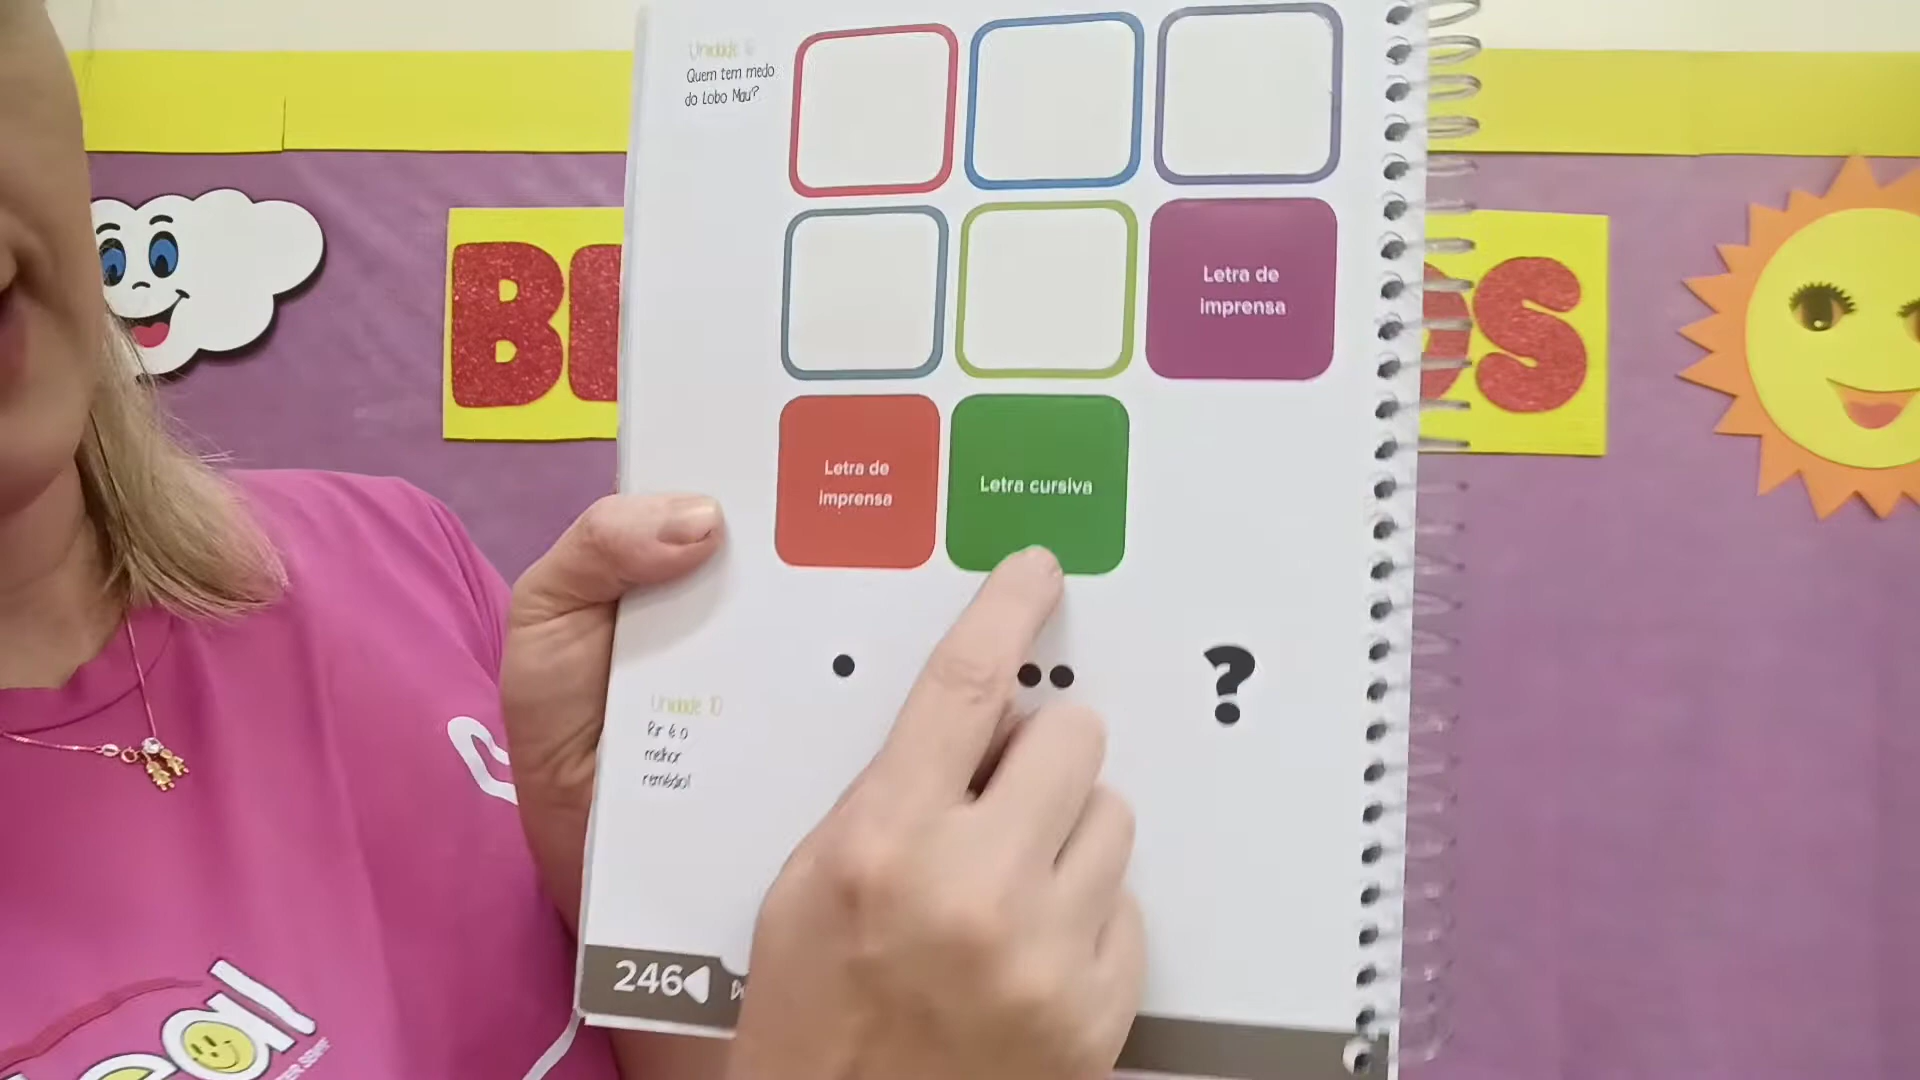 Unidade 6
Quem tem medo
do Lobo Mau?
Letra de
imprensa
Letra de
imprensa
Letra cursiva
?
Unidade 10
Rir é o
melhor
remédio!
246